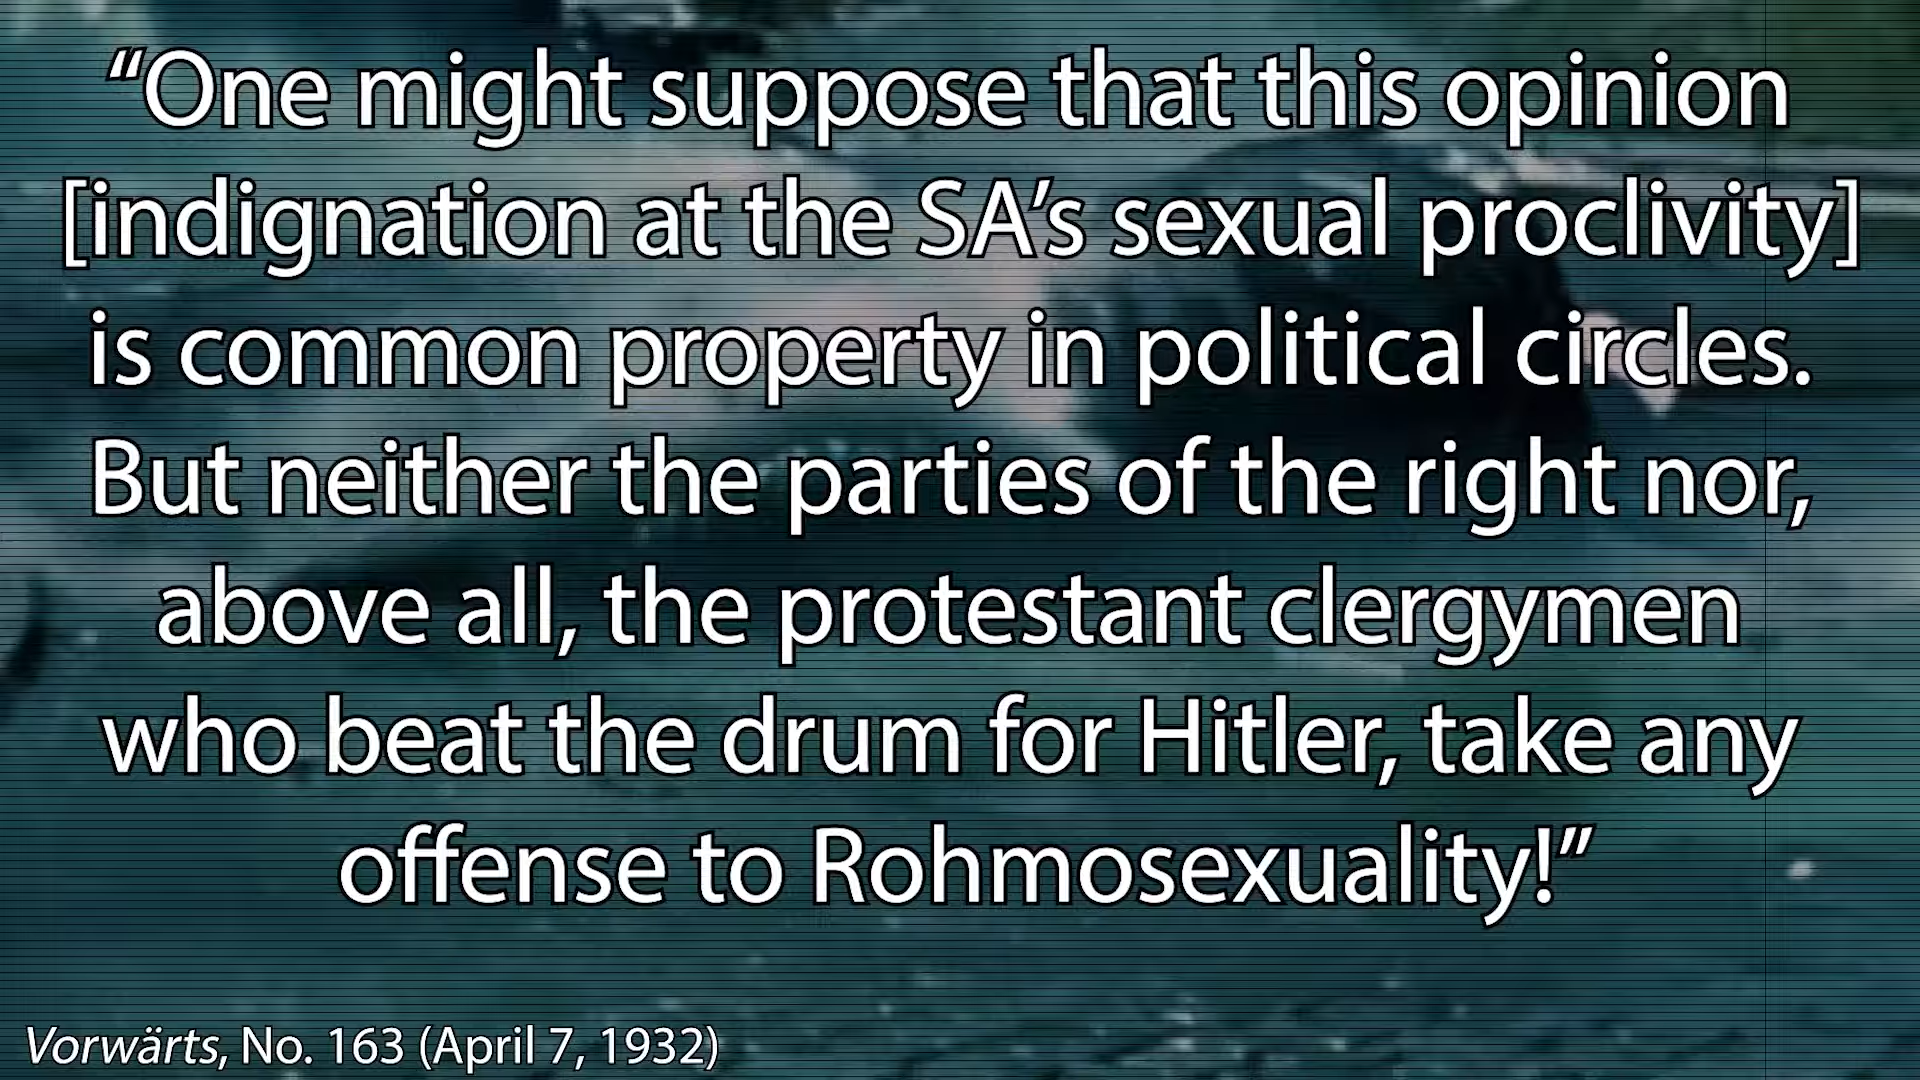 “One might suppose that this opinion
[indignation at the SA’s sexual proclivity]
is common property in political circles.
But neither the parties of the right nor,
above all, the protestant clergymen
who beat the drum for Hitler, take any
offense to Rohmosexuality!”
Vorwärts, No. 163 (April 7, 1932)